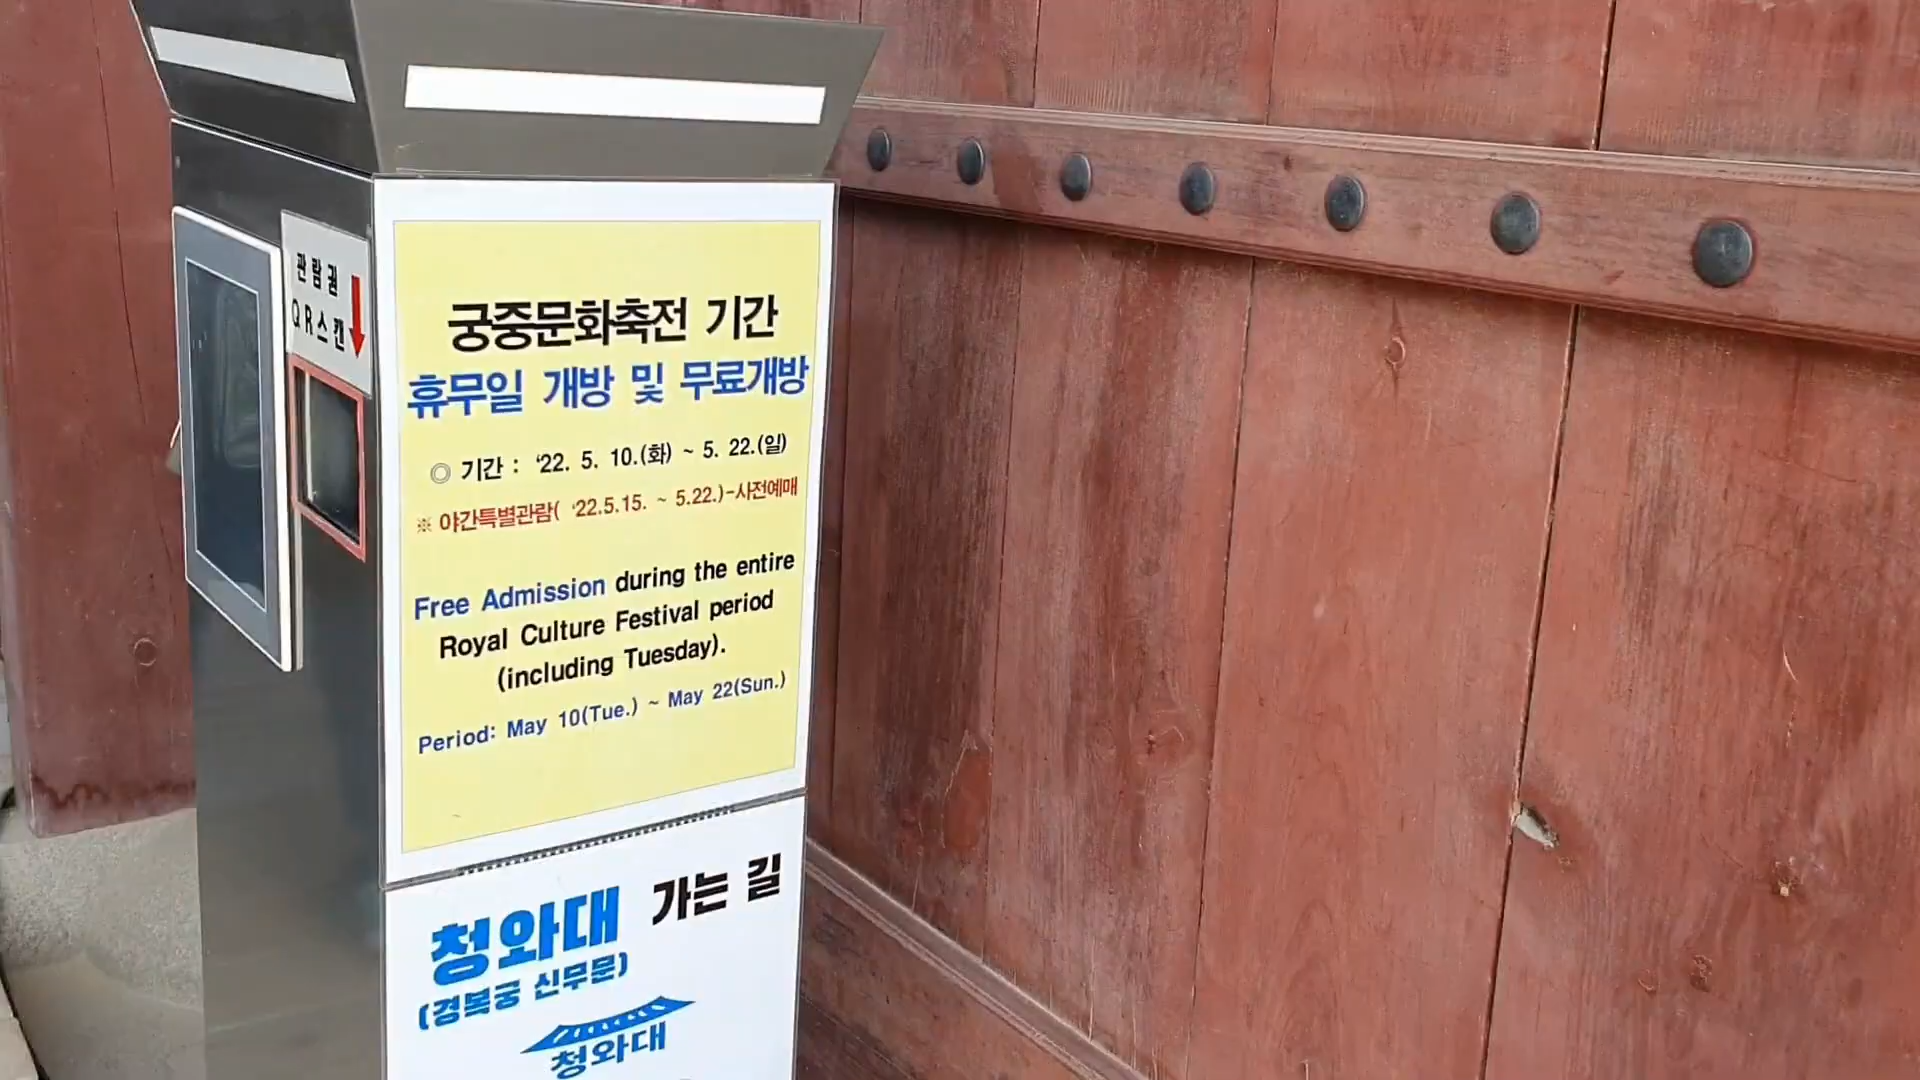 관람권
QR스캔
궁중문화축전 기간
휴무일 개방 및 무료개방
◎ 기간 : ‘22. 5. 10.(화) ~ 5. 22.(일)
※ 야간특별관람( ‘22.5.15. ~ 5.22.)-사전예매
Free Admission during the entire
Royal Culture Festival period
(including Tuesday).
Period: May 10(Tue.) ~ May 22(Sun.)
청와대 가는 길
(경복궁 신무문)
청와대